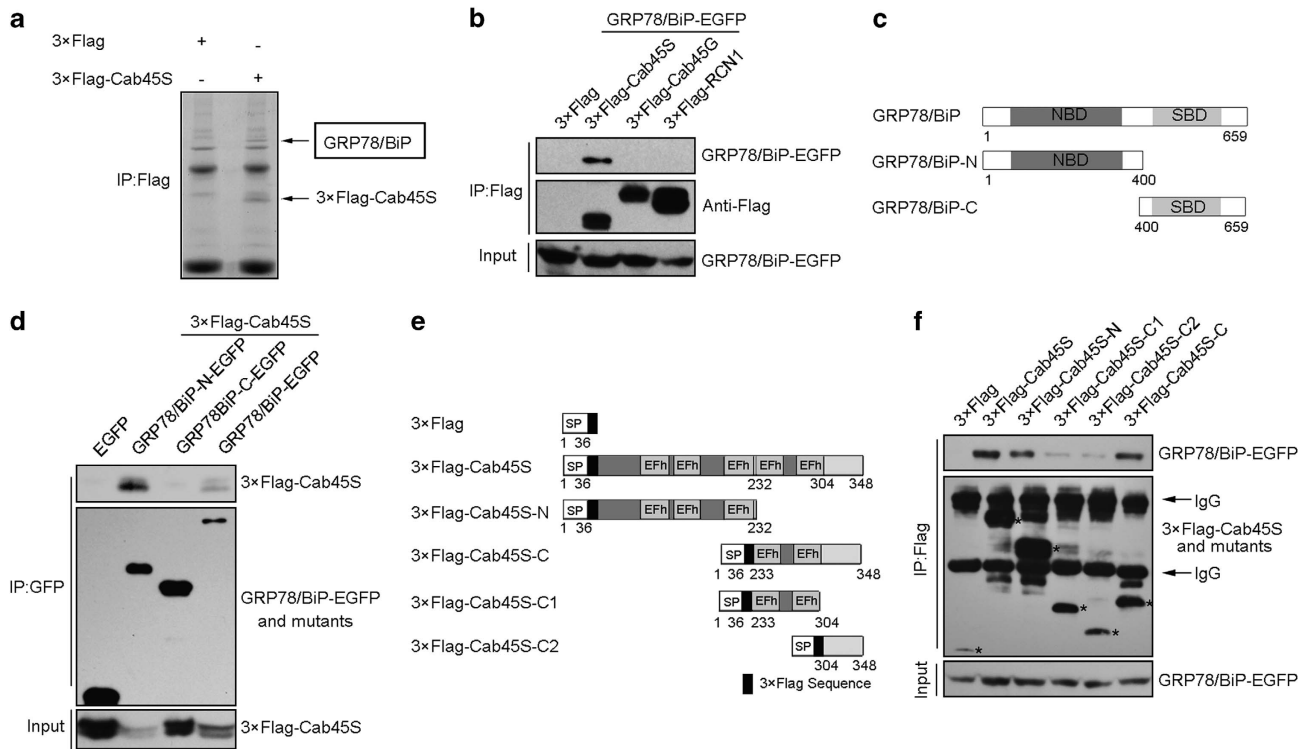 a
3×Flag + -
3×Flag-Cab45S - +
IP:Flag
GRP78/BiP
3×Flag-Cab45S
b
GRP78/BiP-EGFP
3×Flag
3×Flag-Cab45S
3×Flag-Cab45G
3×Flag-RCN1
IP:Flag
GRP78/BiP-EGFP
Anti-Flag
Input
GRP78/BiP-EGFP
c
GRP78/BiP
NBD SBD
1 659
GRP78/BiP-N
NBD
1 400
GRP78/BiP-C
SBD
400 659
d
3×Flag-Cab45S
EGFP
GRP78/BiP-N-EGFP
GRP78BiP-C-EGFP
GRP78/BiP-EGFP
IP:GFP
3×Flag-Cab45S
GRP78/BiP-EGFP
and mutants
Input
3×Flag-Cab45S
e
3×Flag
SP
1 36
3×Flag-Cab45S
SP EFh EFh EFh EFh EFh
1 36 232 304 348
3×Flag-Cab45S-N
SP EFh EFh EFh
1 36 232
3×Flag-Cab45S-C
SP EFh EFh
1 36 233 348
3×Flag-Cab45S-C1
SP EFh EFh
1 36 233 304
3×Flag-Cab45S-C2
SP
304 348
3×Flag Sequence
f
3×Flag
3×Flag-Cab45S
3×Flag-Cab45S-N
3×Flag-Cab45S-C1
3×Flag-Cab45S-C2
3×Flag-Cab45S-C
IP:Flag
GRP78/BiP-EGFP
IgG
3×Flag-Cab45S
and mutants
IgG
* * * * * *
Input
GRP78/BiP-EGFP